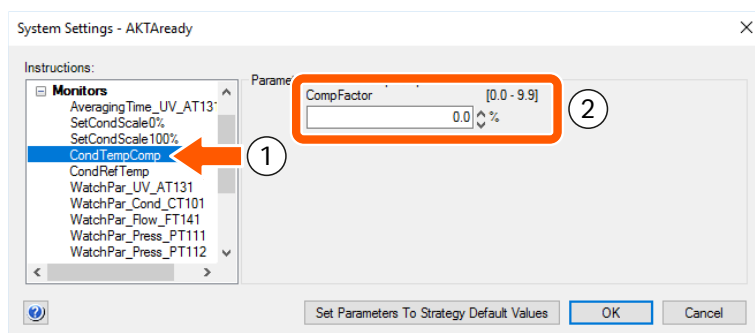 System Settings - AKTAready
Instructions:
Monitors
AveragingTime_UV_AT131
SetCondScale0%
SetCondScale100%
CondTempComp
CondRefTemp
WatchPar_UV_AT131
WatchPar_Cond_CT101
WatchPar_Flow_FT141
WatchPar_Press_PT111
WatchPar_Press_PT112
1
Parame
CompFactor [0.0 - 9.9]
0.0 %
2
Set Parameters To Strategy Default Values OK Cancel